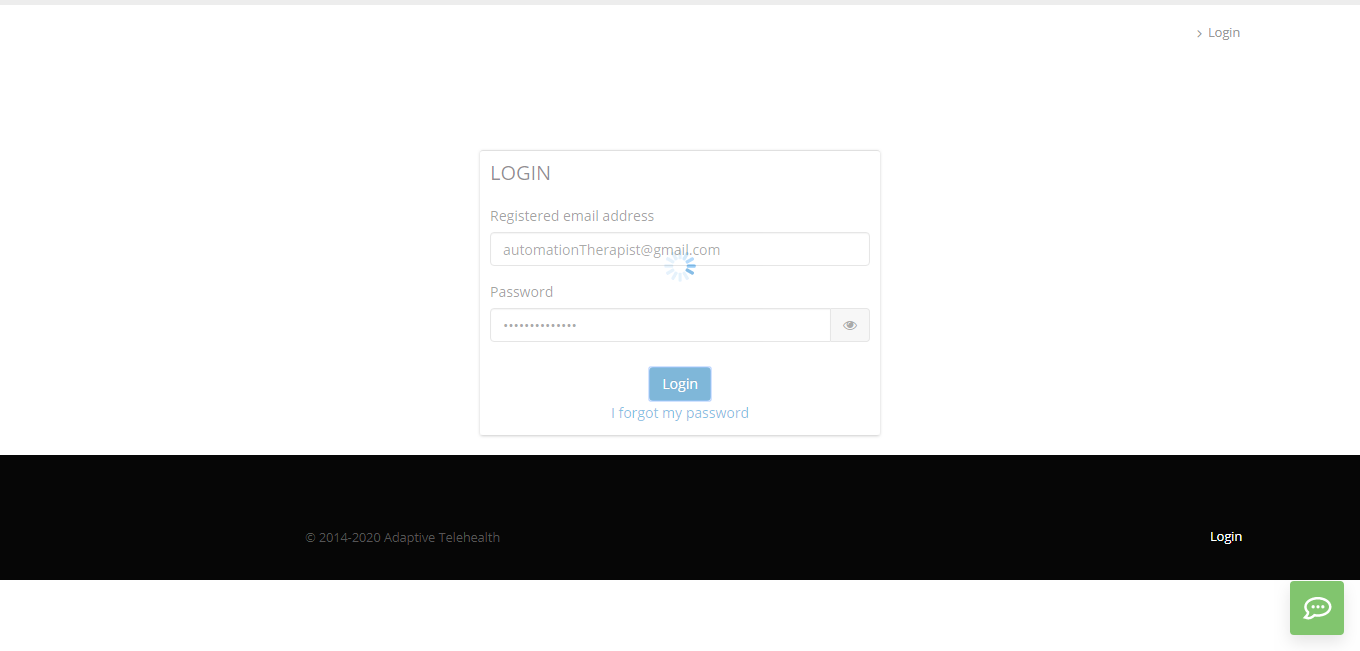 Login
LOGIN
Registered email address
automationTherapist@gmail.com
Password
••••••••••••••
Login
I forgot my password
© 2014-2020 Adaptive Telehealth
Login